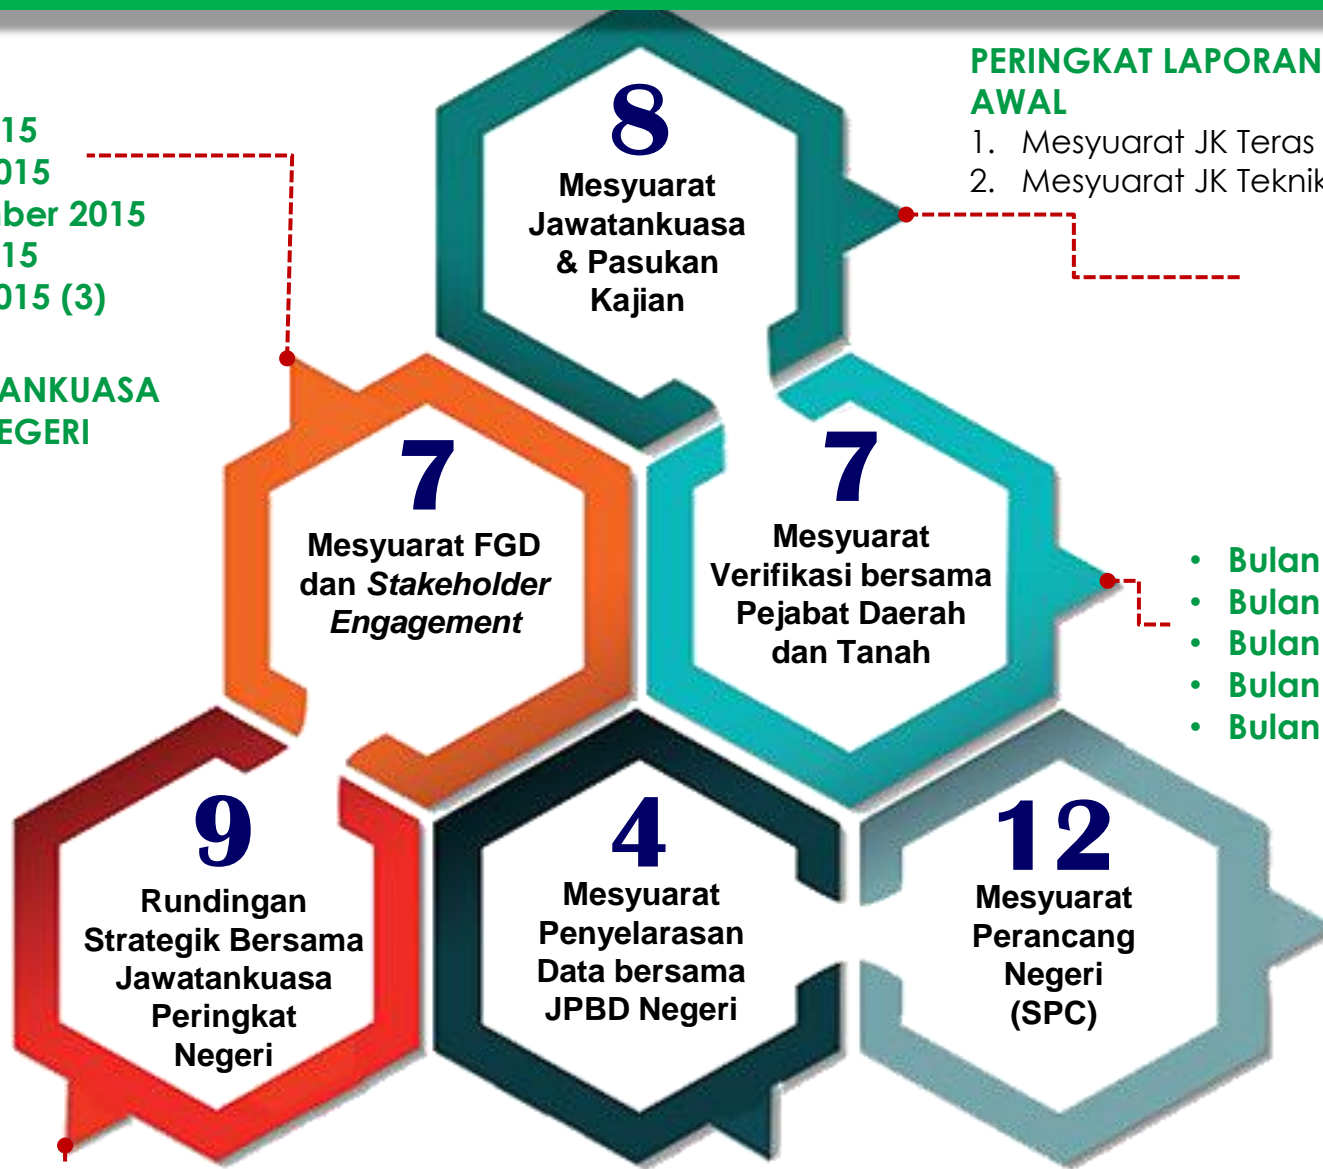 15
015
ber 2015
15
015 (3)
ANKUASA
EGERI
8
Mesyuarat
Jawatankuasa
& Pasukan
Kajian
PERINGKAT LAPORAN
AWAL
1. Mesyuarat JK Teras
2. Mesyuarat JK Teknik
7
Mesyuarat FGD
dan Stakeholder
Engagement
7
Mesyuarat
Verifikasi bersama
Pejabat Daerah
dan Tanah
• Bulan
• Bulan
• Bulan
• Bulan
• Bulan
9
Rundingan
Strategik Bersama
Jawatankuasa
Peringkat
Negeri
4
Mesyuarat
Penyelarasan
Data bersama
JPBD Negeri
12
Mesyuarat
Perancang
Negeri
(SPC)